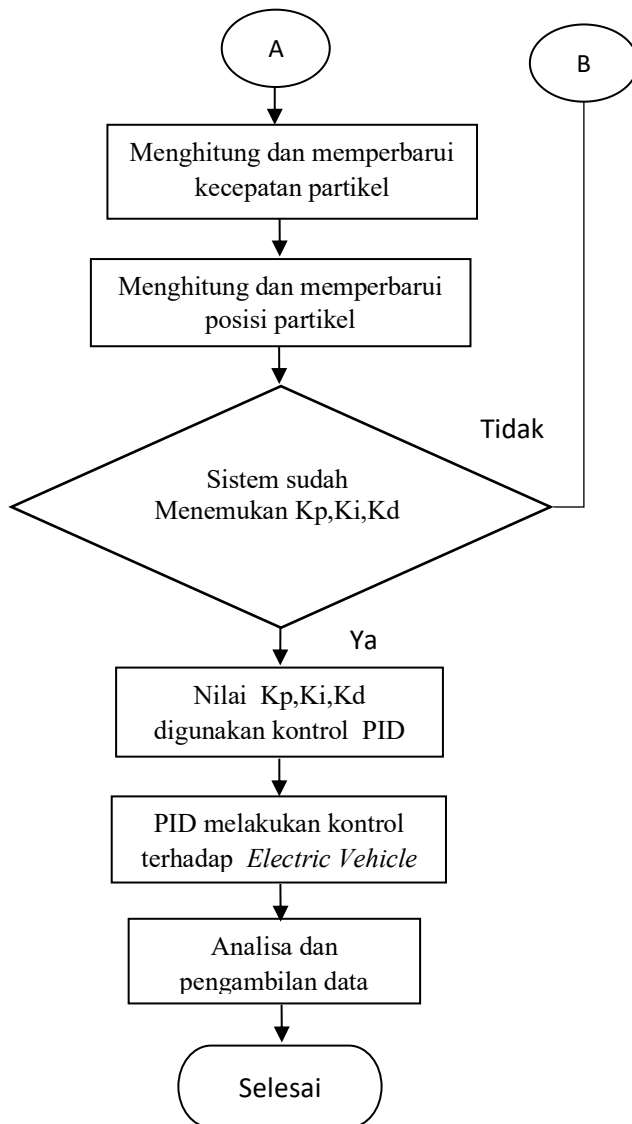 A
B
Menghitung dan memperbarui
kecepatan partikel
Menghitung dan memperbarui
posisi partikel
Tidak
Sistem sudah
Menemukan Kp,Ki,Kd
Ya
Nilai Kp,Ki,Kd
digunakan kontrol PID
PID melakukan kontrol
terhadap Electric Vehicle
Analisa dan
pengambilan data
Selesai